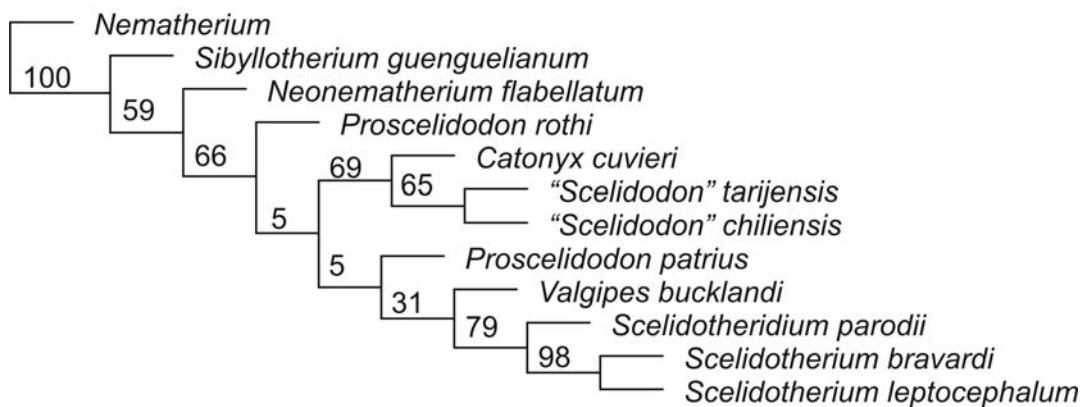 Nematherium
Sibyllotherium guenguelianum
100
Neonematherium flabellatum
59
Proscelidodon rothi
66
Catonyx cuvieri
69
65
"Scelidodon" tarijensis
"Scelidodon" chiliensis
5
Proscelidodon patrius
5
Valgipes bucklandi
31
Scelidotheridium parodii
79
Scelidotherium bravardi
98
Scelidotherium leptocephalum